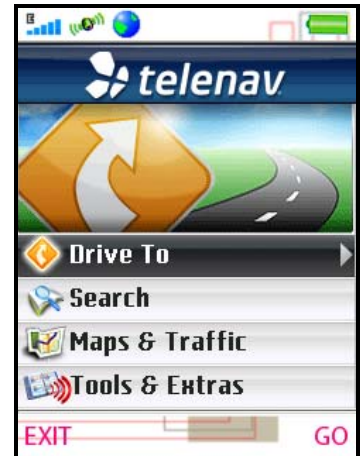 E
telenav
Drive To
Search
Maps & Traffic
Tools & Extras
EXIT GO